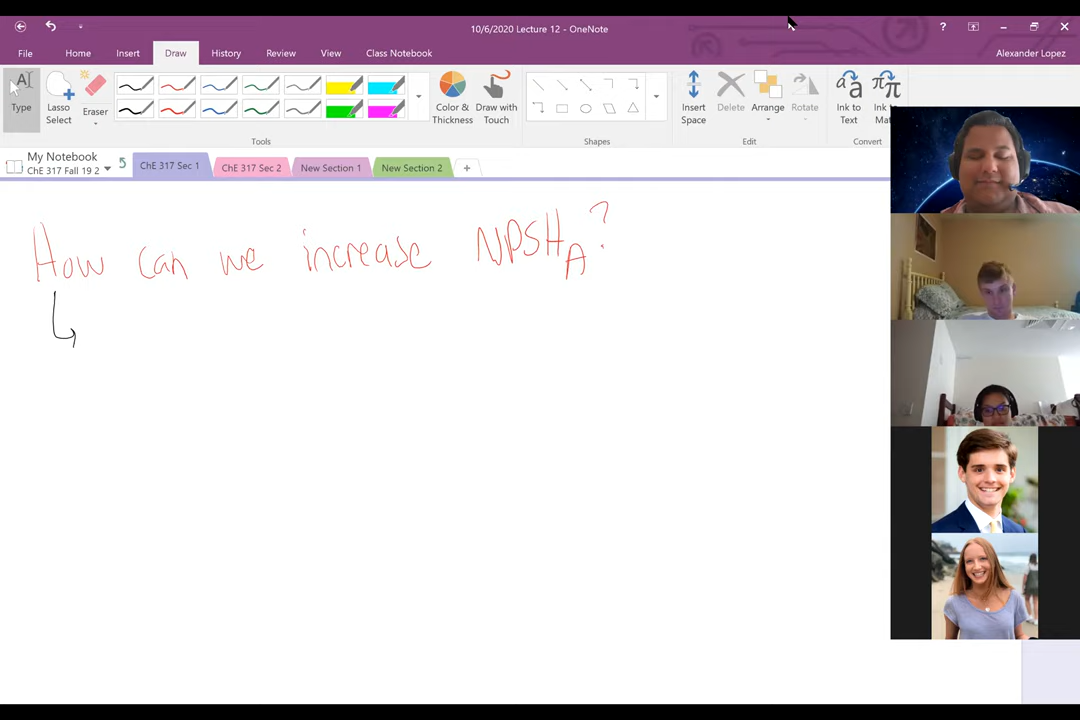 10/6/2020 Lecture 12 - OneNote
?
File
Home
Insert
Draw
History
Review
View
Class Notebook
Alexander Lopez
Type
Lasso
Select
Eraser
Color &
Thickness
Draw with
Touch
Insert
Space
Delete
Arrange
Rotate
Ink to
Text
Ink to
Tools
Shapes
Edit
Convert
My Notebook
ChE 317 Fall 19 2
ChE 317 Sec 1
ChE 317 Sec 2
New Section 1
New Section 2
How can we increase NPSHA?